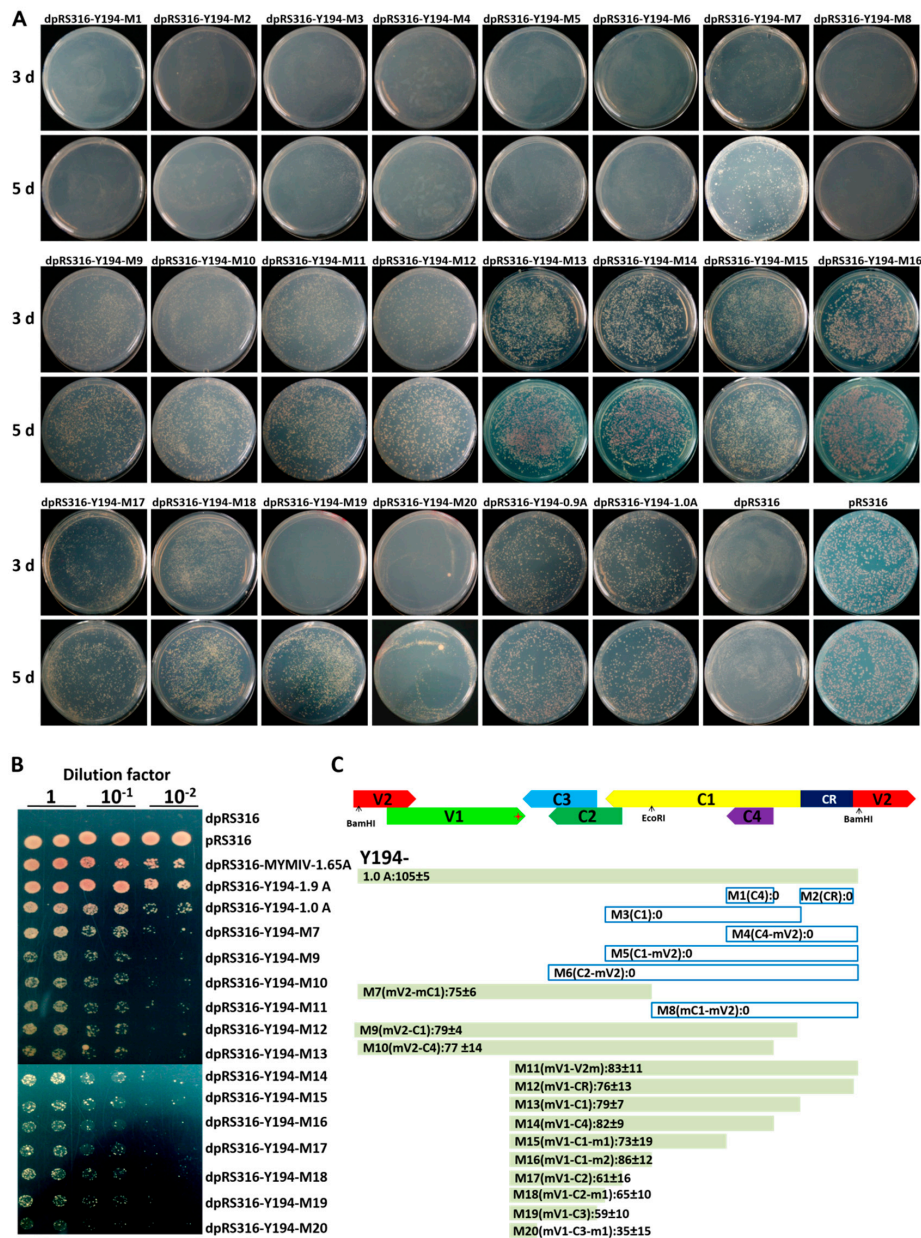 A
dpRS316-Y194-M1 dpRS316-Y194-M2 dpRS316-Y194-M3 dpRS316-Y194-M4 dpRS316-Y194-M5 dpRS316-Y194-M6 dpRS316-Y194-M7 dpRS316-Y194-M8
3 d
5 d
dpRS316-Y194-M9 dpRS316-Y194-M10 dpRS316-Y194-M11 dpRS316-Y194-M12 dpRS316-Y194-M13 dpRS316-Y194-M14 dpRS316-Y194-M15 dpRS316-Y194-M16
3 d
5 d
dpRS316-Y194-M17 dpRS316-Y194-M18 dpRS316-Y194-M19 dpRS316-Y194-M20 dpRS316-Y194-0.9A dpRS316-Y194-1.0A dpRS316 pRS316
3 d
5 d
B
Dilution factor
1 10-1 10-2
dpRS316
pRS316
dpRS316-MYMIV-1.65A
dpRS316-Y194-1.9 A
dpRS316-Y194-1.0 A
dpRS316-Y194-M7
dpRS316-Y194-M9
dpRS316-Y194-M10
dpRS316-Y194-M11
dpRS316-Y194-M12
dpRS316-Y194-M13
dpRS316-Y194-M14
dpRS316-Y194-M15
dpRS316-Y194-M16
dpRS316-Y194-M17
dpRS316-Y194-M18
dpRS316-Y194-M19
dpRS316-Y194-M20
C
V2 C3 C1 CR V2
BamHI V1 C2 EcoRI C4 BamHI
Y194-
1.0 A:105±5
M1(C4):0 M2(CR):0
M3(C1):0
M4(C4-mV2):0
M5(C1-mV2):0
M6(C2-mV2):0
M7(mV2-mC1):75±6
M8(mC1-mV2):0
M9(mV2-C1):79±4
M10(mV2-C4):77 ±14
M11(mV1-V2m):83±11
M12(mV1-CR):76±13
M13(mV1-C1):79±7
M14(mV1-C4):82±9
M15(mV1-C1-m1):73±19
M16(mV1-C1-m2):86±12
M17(mV1-C2):61±16
M18(mV1-C2-m1):65±10
M19(mV1-C3):59±10
M20(mV1-C3-m1):35±15